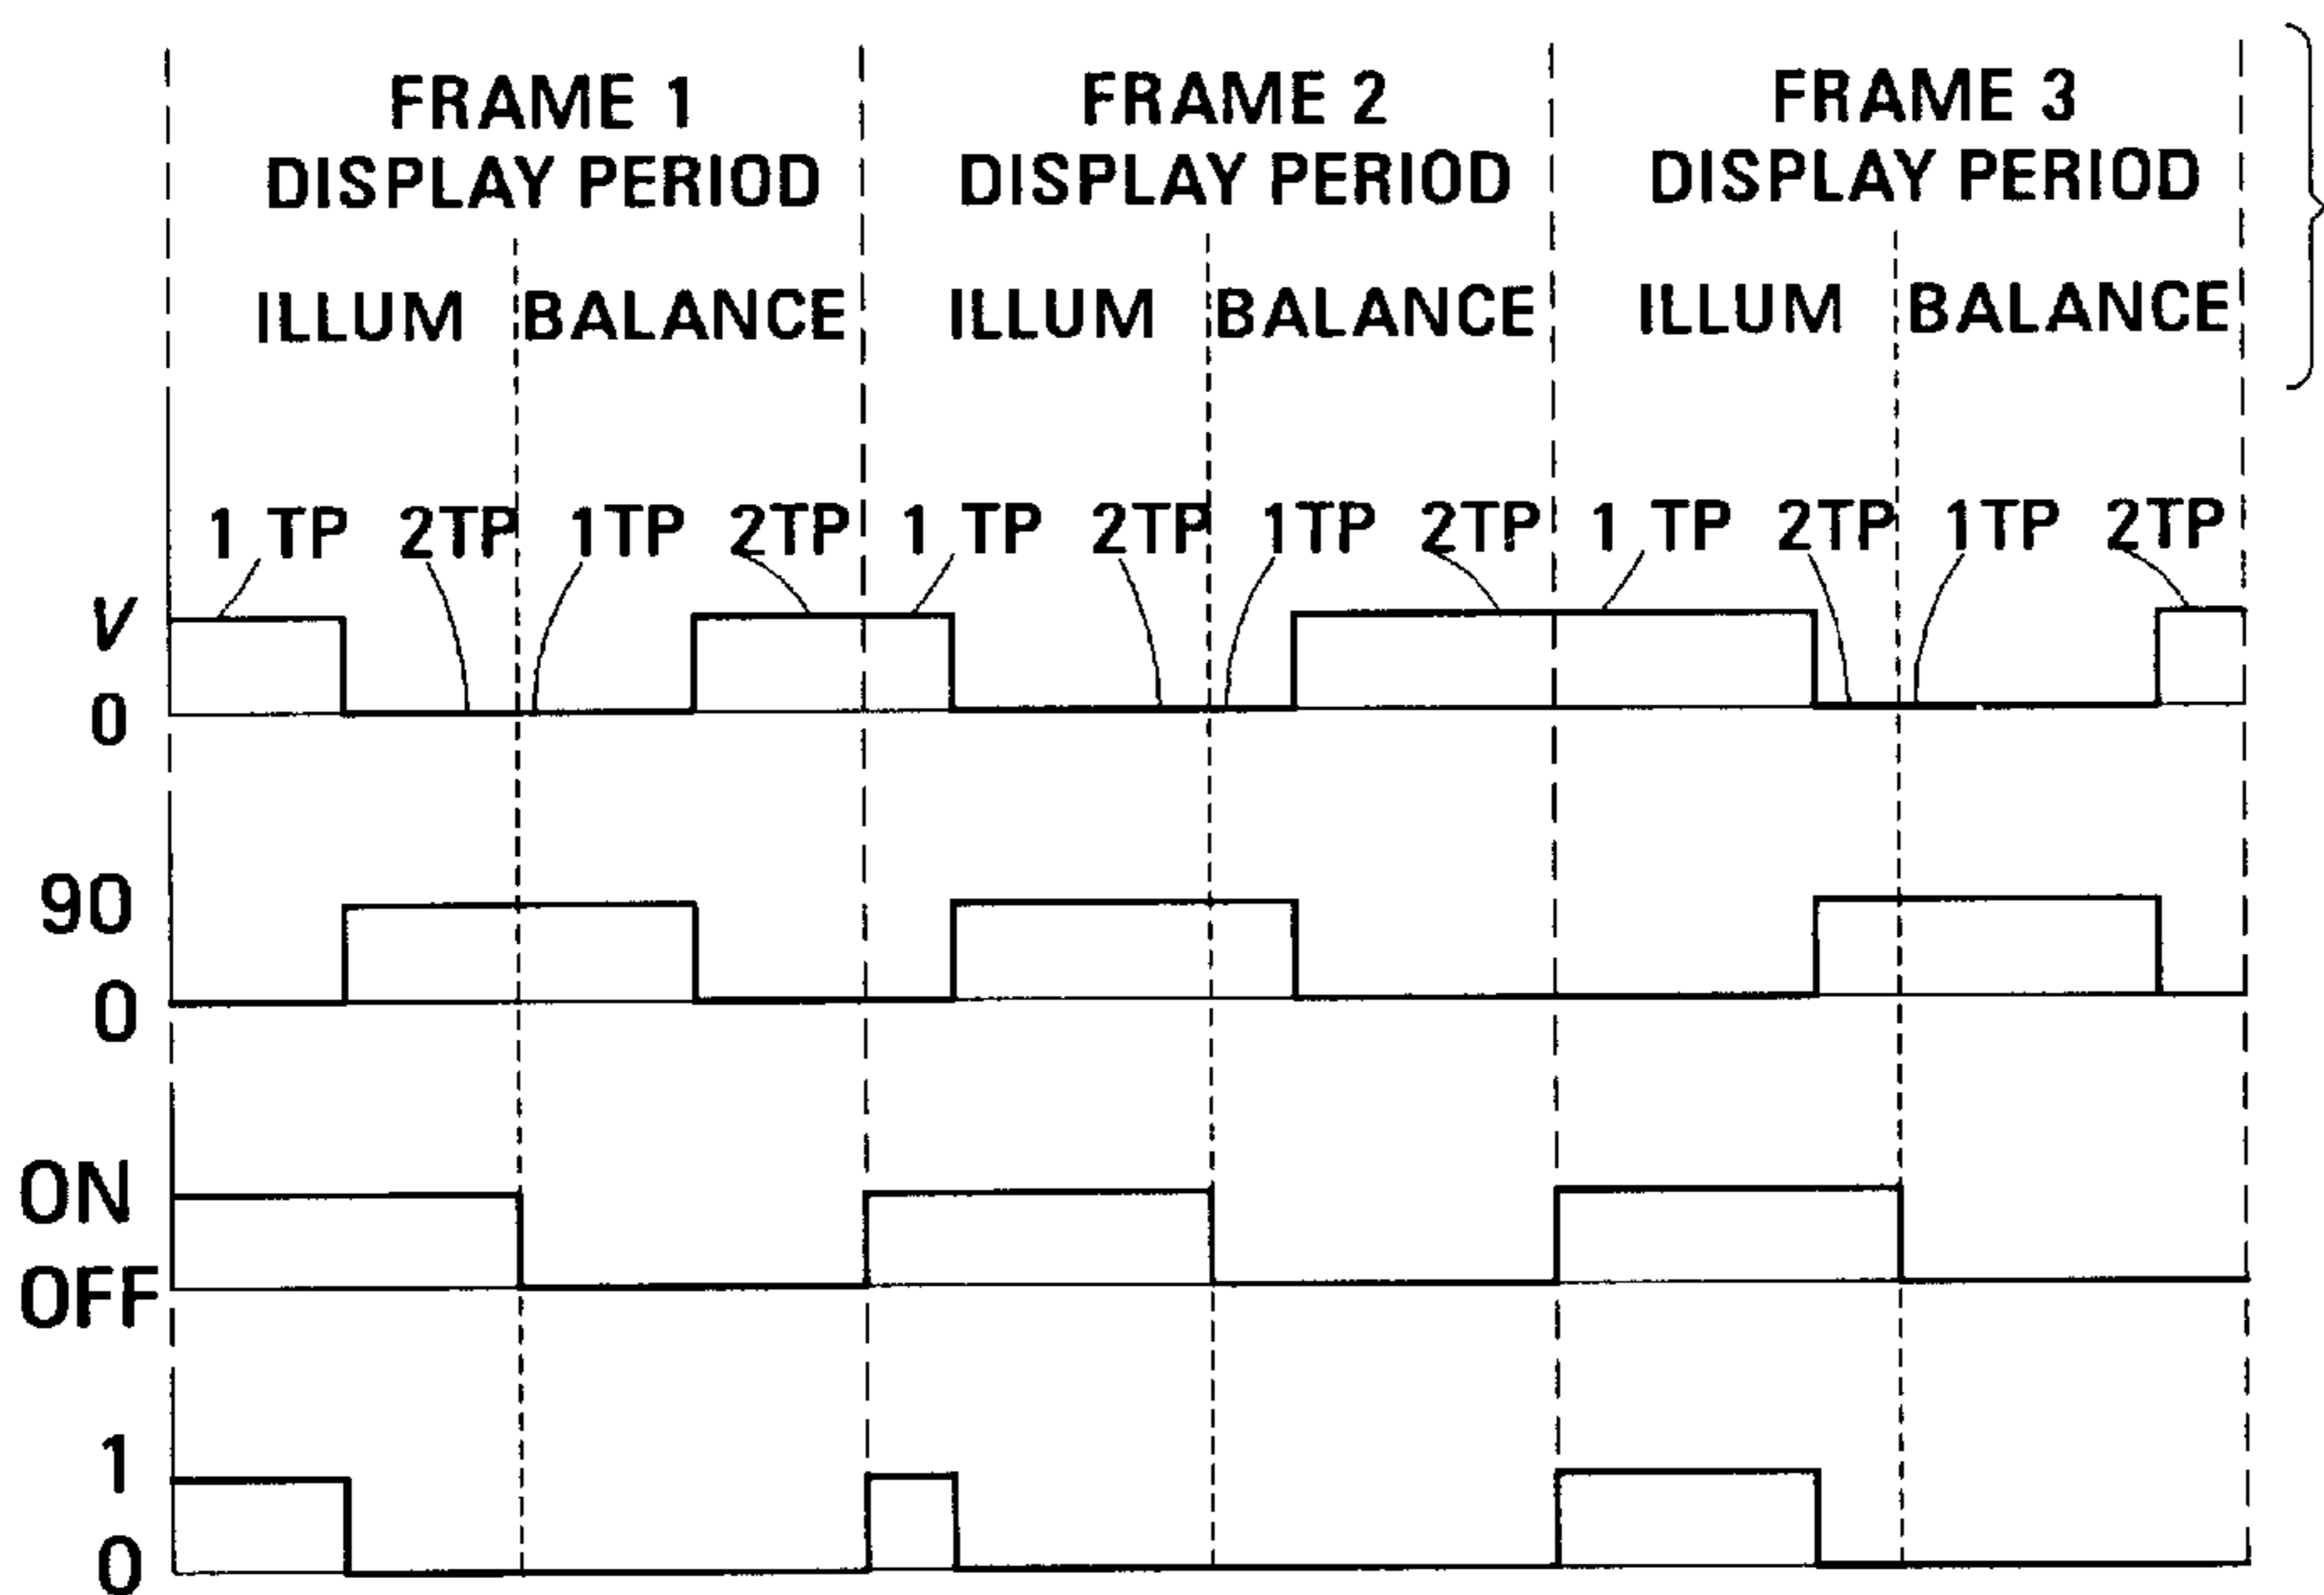 FRAME 1
DISPLAY PERIOD
FRAME 2
DISPLAY PERIOD
FRAME 3
DISPLAY PERIOD
ILLUM BALANCE ILLUM BALANCE ILLUM BALANCE
1 TP 2TP 1TP 2TP 1 TP 2TP 1TP 2TP 1 TP 2TP 1TP 2TP
V
0
90
0
ON
OFF
1
0